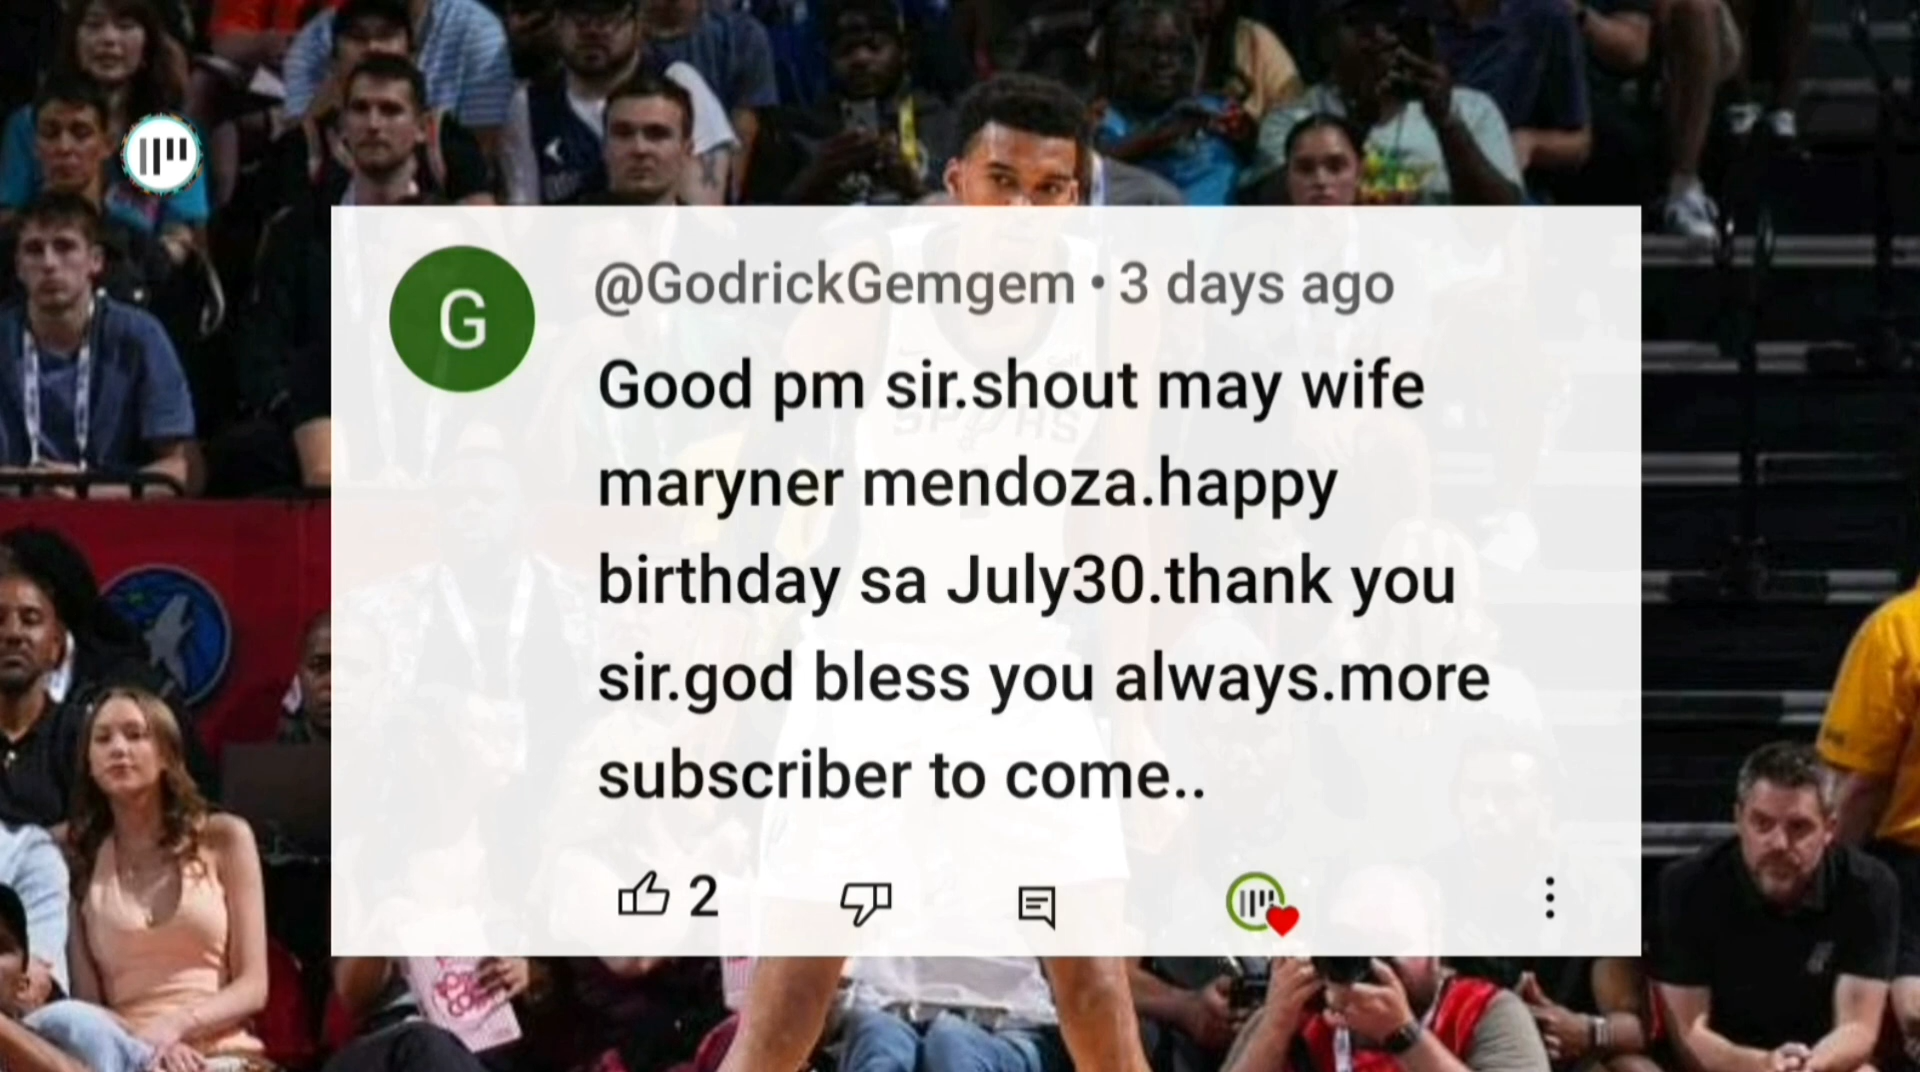 @GodrickGemgem • 3 days ago
Good pm sir.shout may wife
maryner mendoza.happy
birthday sa July30.thank you
sir.god bless you always.more
subscriber to come..
2